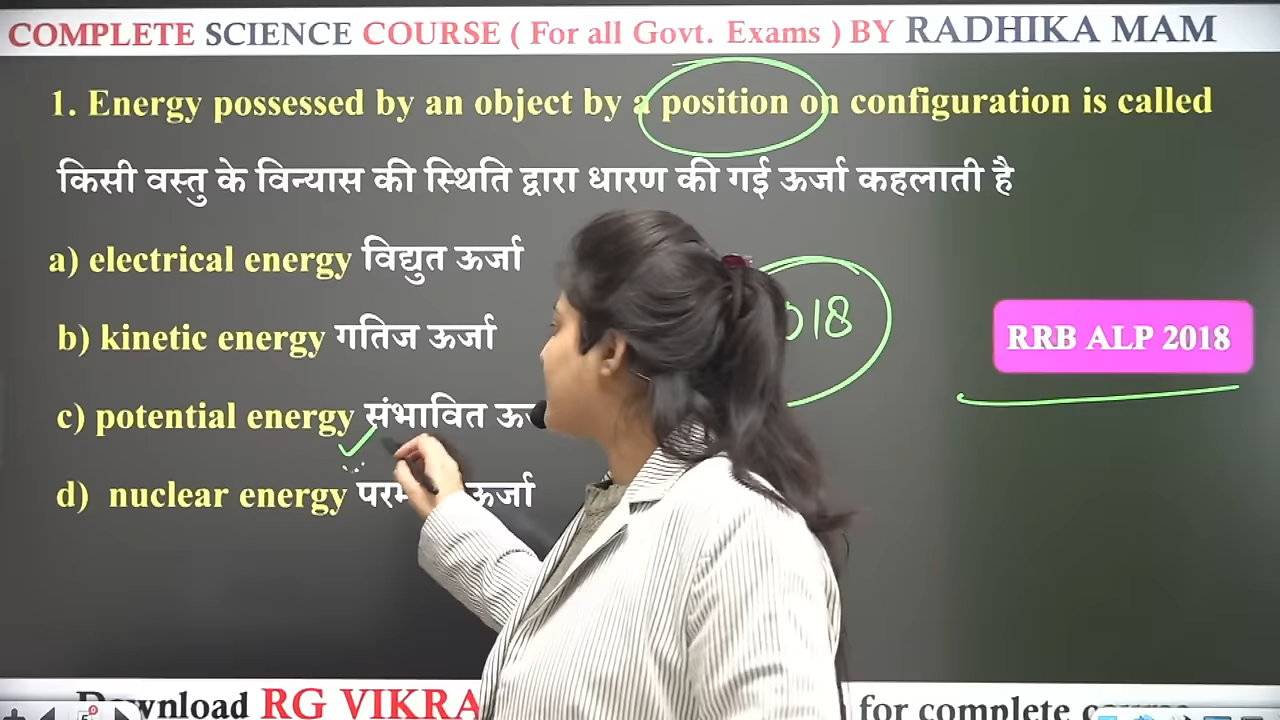 COMPLETE SCIENCE COURSE ( For all Govt. Exams ) BY RADHIKA MAM
1. Energy possessed by an object by a position on configuration is called
किसी वस्तु के विन्यास की स्थिति द्वारा धारण की गई ऊर्जा कहलाती है
a) electrical energy विद्युत ऊर्जा
b) kinetic energy गतिज ऊर्जा
018
RRB ALP 2018
c) potential energy संभावित
d) nuclear energy ऊर्जा
Download RG VIKRA for complete